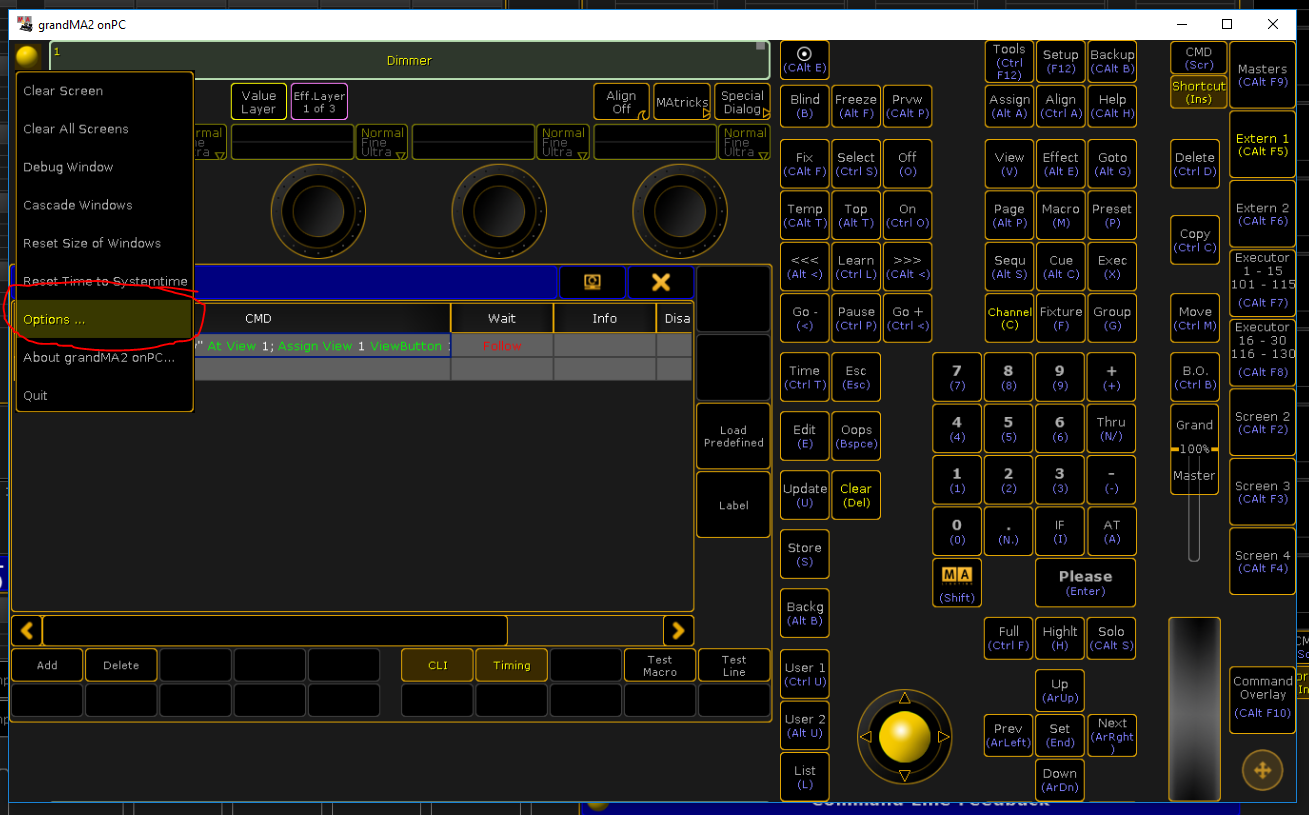 grandMA2 onPC
1
Dimmer
Clear Screen
Clear All Screens
Debug Window
Cascade Windows
Reset Size of Windows
Reset Time to Systemtime
Options ...
About grandMA2 onPC...
Quit
Value
Layer
Eff.Layer
1 of 3
Align
Off
MAtricks
Special
Dialog
Normal
Fine
Ultra
Normal
Fine
Ultra
Normal
Fine
Ultra
CMD
Wait
Info
Disa
At View 1; Assign View 1 ViewButton
Follow
Load
Predefined
Label
Add
Delete
CLI
Timing
Test
Macro
Test
Line
(CAlt E)
Tools
(Ctrl
F12)
Setup
(F12)
Backup
(CAlt B)
CMD
(Scr)
Shortcut
(Ins)
Masters
(CAlt F9)
Blind
(B)
Freeze
(Alt F)
Prvw
(CAlt P)
Assign
(Alt A)
Align
(Ctrl A)
Help
(CAlt H)
Extern 1
(CAlt F5)
Fix
(CAlt F)
Select
(Ctrl S)
Off
(O)
View
(V)
Effect
(Alt E)
Goto
(Alt G)
Delete
(Ctrl D)
Temp
(CAlt T)
Top
(Alt T)
On
(Ctrl O)
Page
(Alt P)
Macro
(M)
Preset
(P)
Extern 2
(CAlt F6)
Copy
(Ctrl C)
<<<
(Alt <)
Learn
(Ctrl L)
>>>
(CAlt <)
Sequ
(Alt S)
Cue
(Alt C)
Exec
(X)
Executor
1 - 15
101 - 115
(CAlt F7)
Go -
(<)
Pause
(Ctrl P)
Go +
(Ctrl <)
Channel
(C)
Fixture
(F)
Group
(G)
Move
(Ctrl M)
Executor
16 - 30
116 - 130
(CAlt F8)
Time
(Ctrl T)
Esc
(Esc)
7
(7)
8
(8)
9
(9)
+
(+)
B.O.
(Ctrl B)
Edit
(E)
Oops
(Bspce)
4
(4)
5
(5)
6
(6)
Thru
(N/)
Grand
100%
Master
Screen 2
(CAlt F2)
Update
(U)
Clear
(Del)
1
(1)
2
(2)
3
(3)
-
(-)
Screen 3
(CAlt F3)
Store
(S)
0
(0)
.
(N.)
IF
(I)
AT
(A)
Screen 4
(CAlt F4)
Backg
(Alt B)
MA
(Shift)
Please
(Enter)
Full
(Ctrl F)
Highlt
(H)
Solo
(CAlt S)
User 1
(Ctrl U)
Up
(ArUp)
Command
Overlay
(CAlt F10)
User 2
(Alt U)
Prev
(ArLeft)
Set
(End)
Next
(ArRght
)
List
(L)
Down
(ArDn)
Command Line Feedback